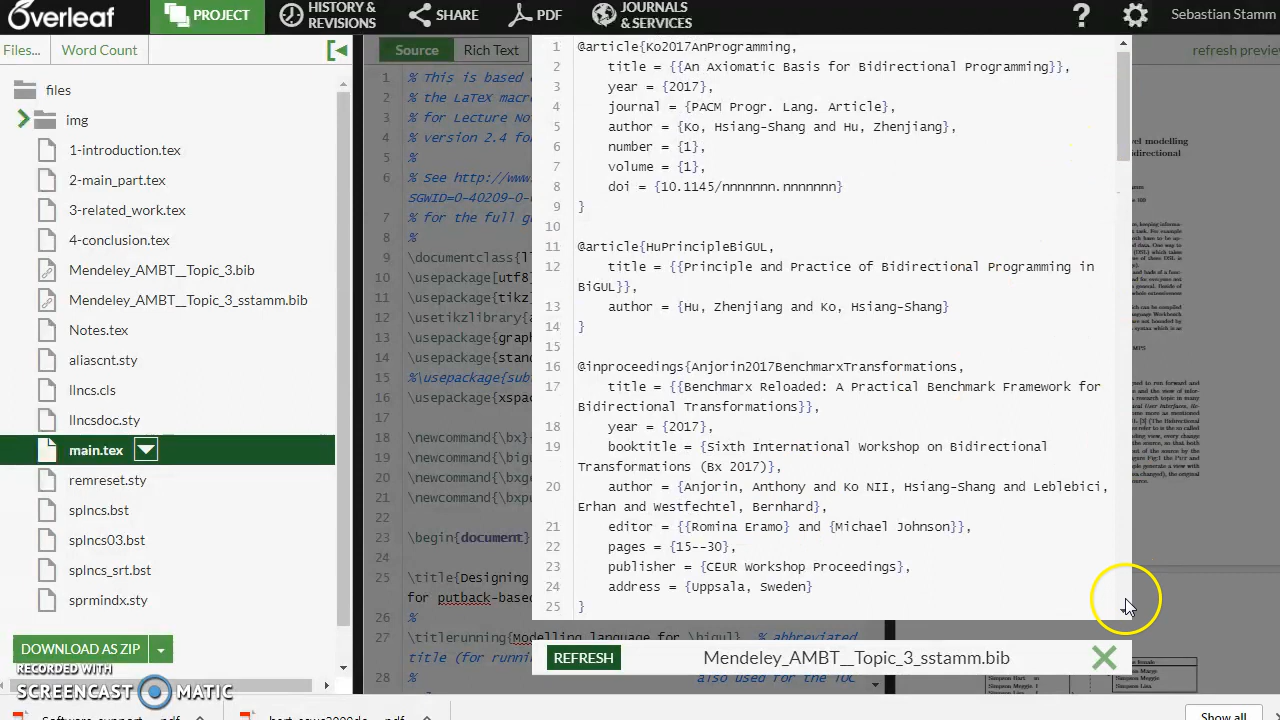 Overleaf
PROJECT
HISTORY & REVISIONS
SHARE
PDF
JOURNALS & SERVICES
?
Sebastian Stamm
Files...
Word Count
Source
Rich Text
refresh preview
files
img
1-introduction.tex
2-main_part.tex
3-related_work.tex
4-conclusion.tex
Mendeley_AMBT__Topic_3.bib
Mendeley_AMBT__Topic_3_sstamm.bib
Notes.tex
aliascnt.sty
llncs.cls
llncsdoc.sty
main.tex
remreset.sty
splncs.bst
splncs03.bst
splncs_srt.bst
sprmindx.sty
DOWNLOAD AS ZIP
RECORDED WITH
SCREENCAST MATIC
1 % This is based
2 % the LaTeX macr
3 % for Lecture No
4 % version 2.4 fo
5 %
6 % See http://www
SGWID=0-40209-0-
7 % for the full g
8 %
9 \documentclass{l
10 \usepackage[utf8
11 \usepackage{tikz
12 \usetikzlibrary{
13 \usepackage{grap
14 \usepackage{stan
15 %\usepackage{sub
16 \usepackage{xspa
17
18 \newcommand{\bx}
19 \newcommand{\big
20 \newcommand{\bxg
21 \newcommand{\bxpu
22
23 \begin{document}
24
25 \title{Designing
for putback-base
26 %
27 \titlerunning{Modelling language for \bigul} % abbreviated
title (for runni
28 % also used for the TOC
1 @article{Ko2017AnProgramming,
2 title = {{An Axiomatic Basis for Bidirectional Programming}},
3 year = {2017},
4 journal = {PACM Progr. Lang. Article},
5 author = {Ko, Hsiang-Shang and Hu, Zhenjiang},
6 number = {1},
7 volume = {1},
8 doi = {10.1145/nnnnnnn.nnnnnnn}
9 }
10
11 @article{HuPrincipleBiGUL,
12 title = {{Principle and Practice of Bidirectional Programming in
BiGUL}},
13 author = {Hu, Zhenjiang and Ko, Hsiang-Shang}
14 }
15
16 @inproceedings{Anjorin2017BenchmarxTransformations,
17 title = {{Benchmarx Reloaded: A Practical Benchmark Framework for
Bidirectional Transformations}},
18 year = {2017},
19 booktitle = {Sixth International Workshop on Bidirectional
Transformations (Bx 2017)},
20 author = {Anjorin, Anthony and Ko NII, Hsiang-Shang and Leblebici,
Erhan and Westfechtel, Bernhard},
21 editor = {{Romina Eramo} and {Michael Johnson}},
22 pages = {15--30},
23 publisher = {CEUR Workshop Proceedings},
24 address = {Uppsala, Sweden}
25 }
REFRESH
Mendeley_AMBT__Topic_3_sstamm.bib
Show all